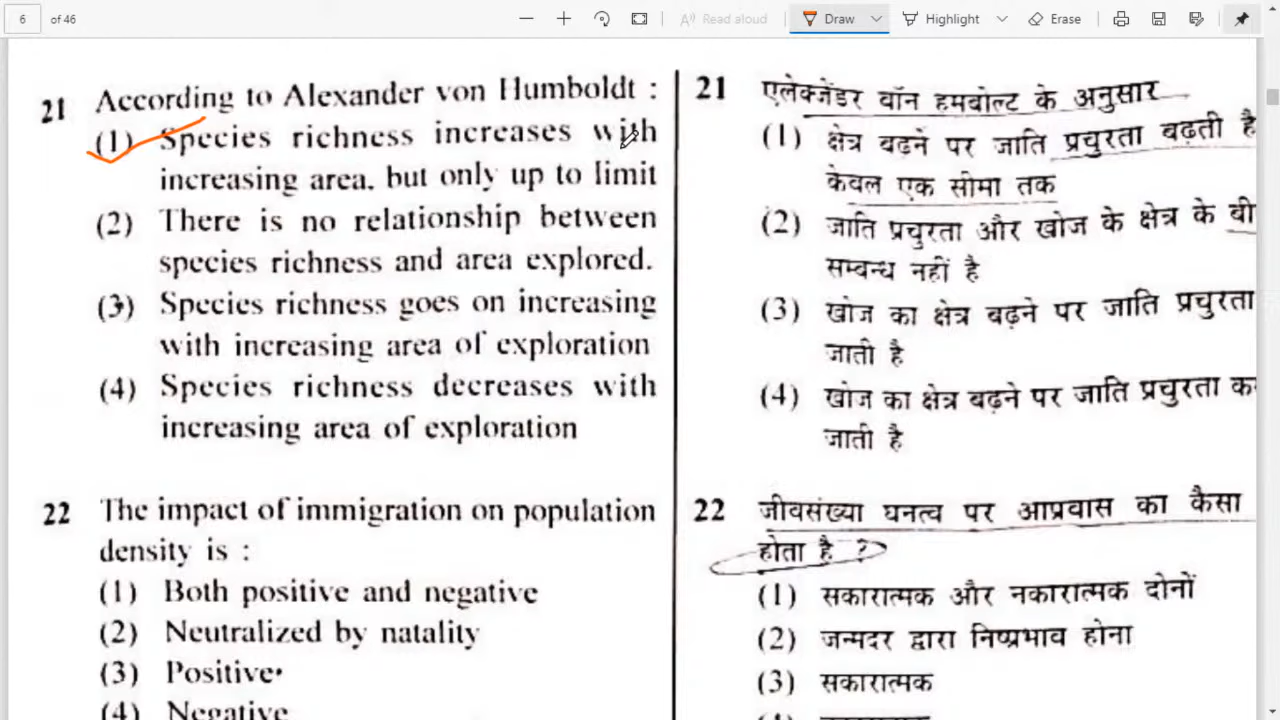 6 of 46 Read aloud Draw Highlight Erase
21 According to Alexander von Humboldt :
(1) Species richness increases with
increasing area, but only up to limit
(2) There is no relationship between
species richness and area explored.
(3) Species richness goes on increasing
with increasing area of exploration
(4) Species richness decreases with
increasing area of exploration
22 The impact of immigration on population
density is :
(1) Both positive and negative
(2) Neutralized by natality
(3) Positive
(4) Negative
21 एलेक्जेंडर वॉन हमबोल्ट के अनुसार
(1) क्षेत्र बढ़ने पर जाति प्रचुरता बढ़ती है
केवल एक सीमा तक
(2) जाति प्रचुरता और खोज के क्षेत्र के बी
सम्बन्ध नहीं है
(3) खोज का क्षेत्र बढ़ने पर जाति प्रचुरता
जाती है
(4) खोज का क्षेत्र बढ़ने पर जाति प्रचुरता क
जाती है
22 जीवसंख्या घनत्व पर आप्रवास का कैसा
होता है ?
(1) सकारात्मक और नकारात्मक दोनों
(2) जन्मदर द्वारा निष्प्रभाव होना
(3) सकारात्मक